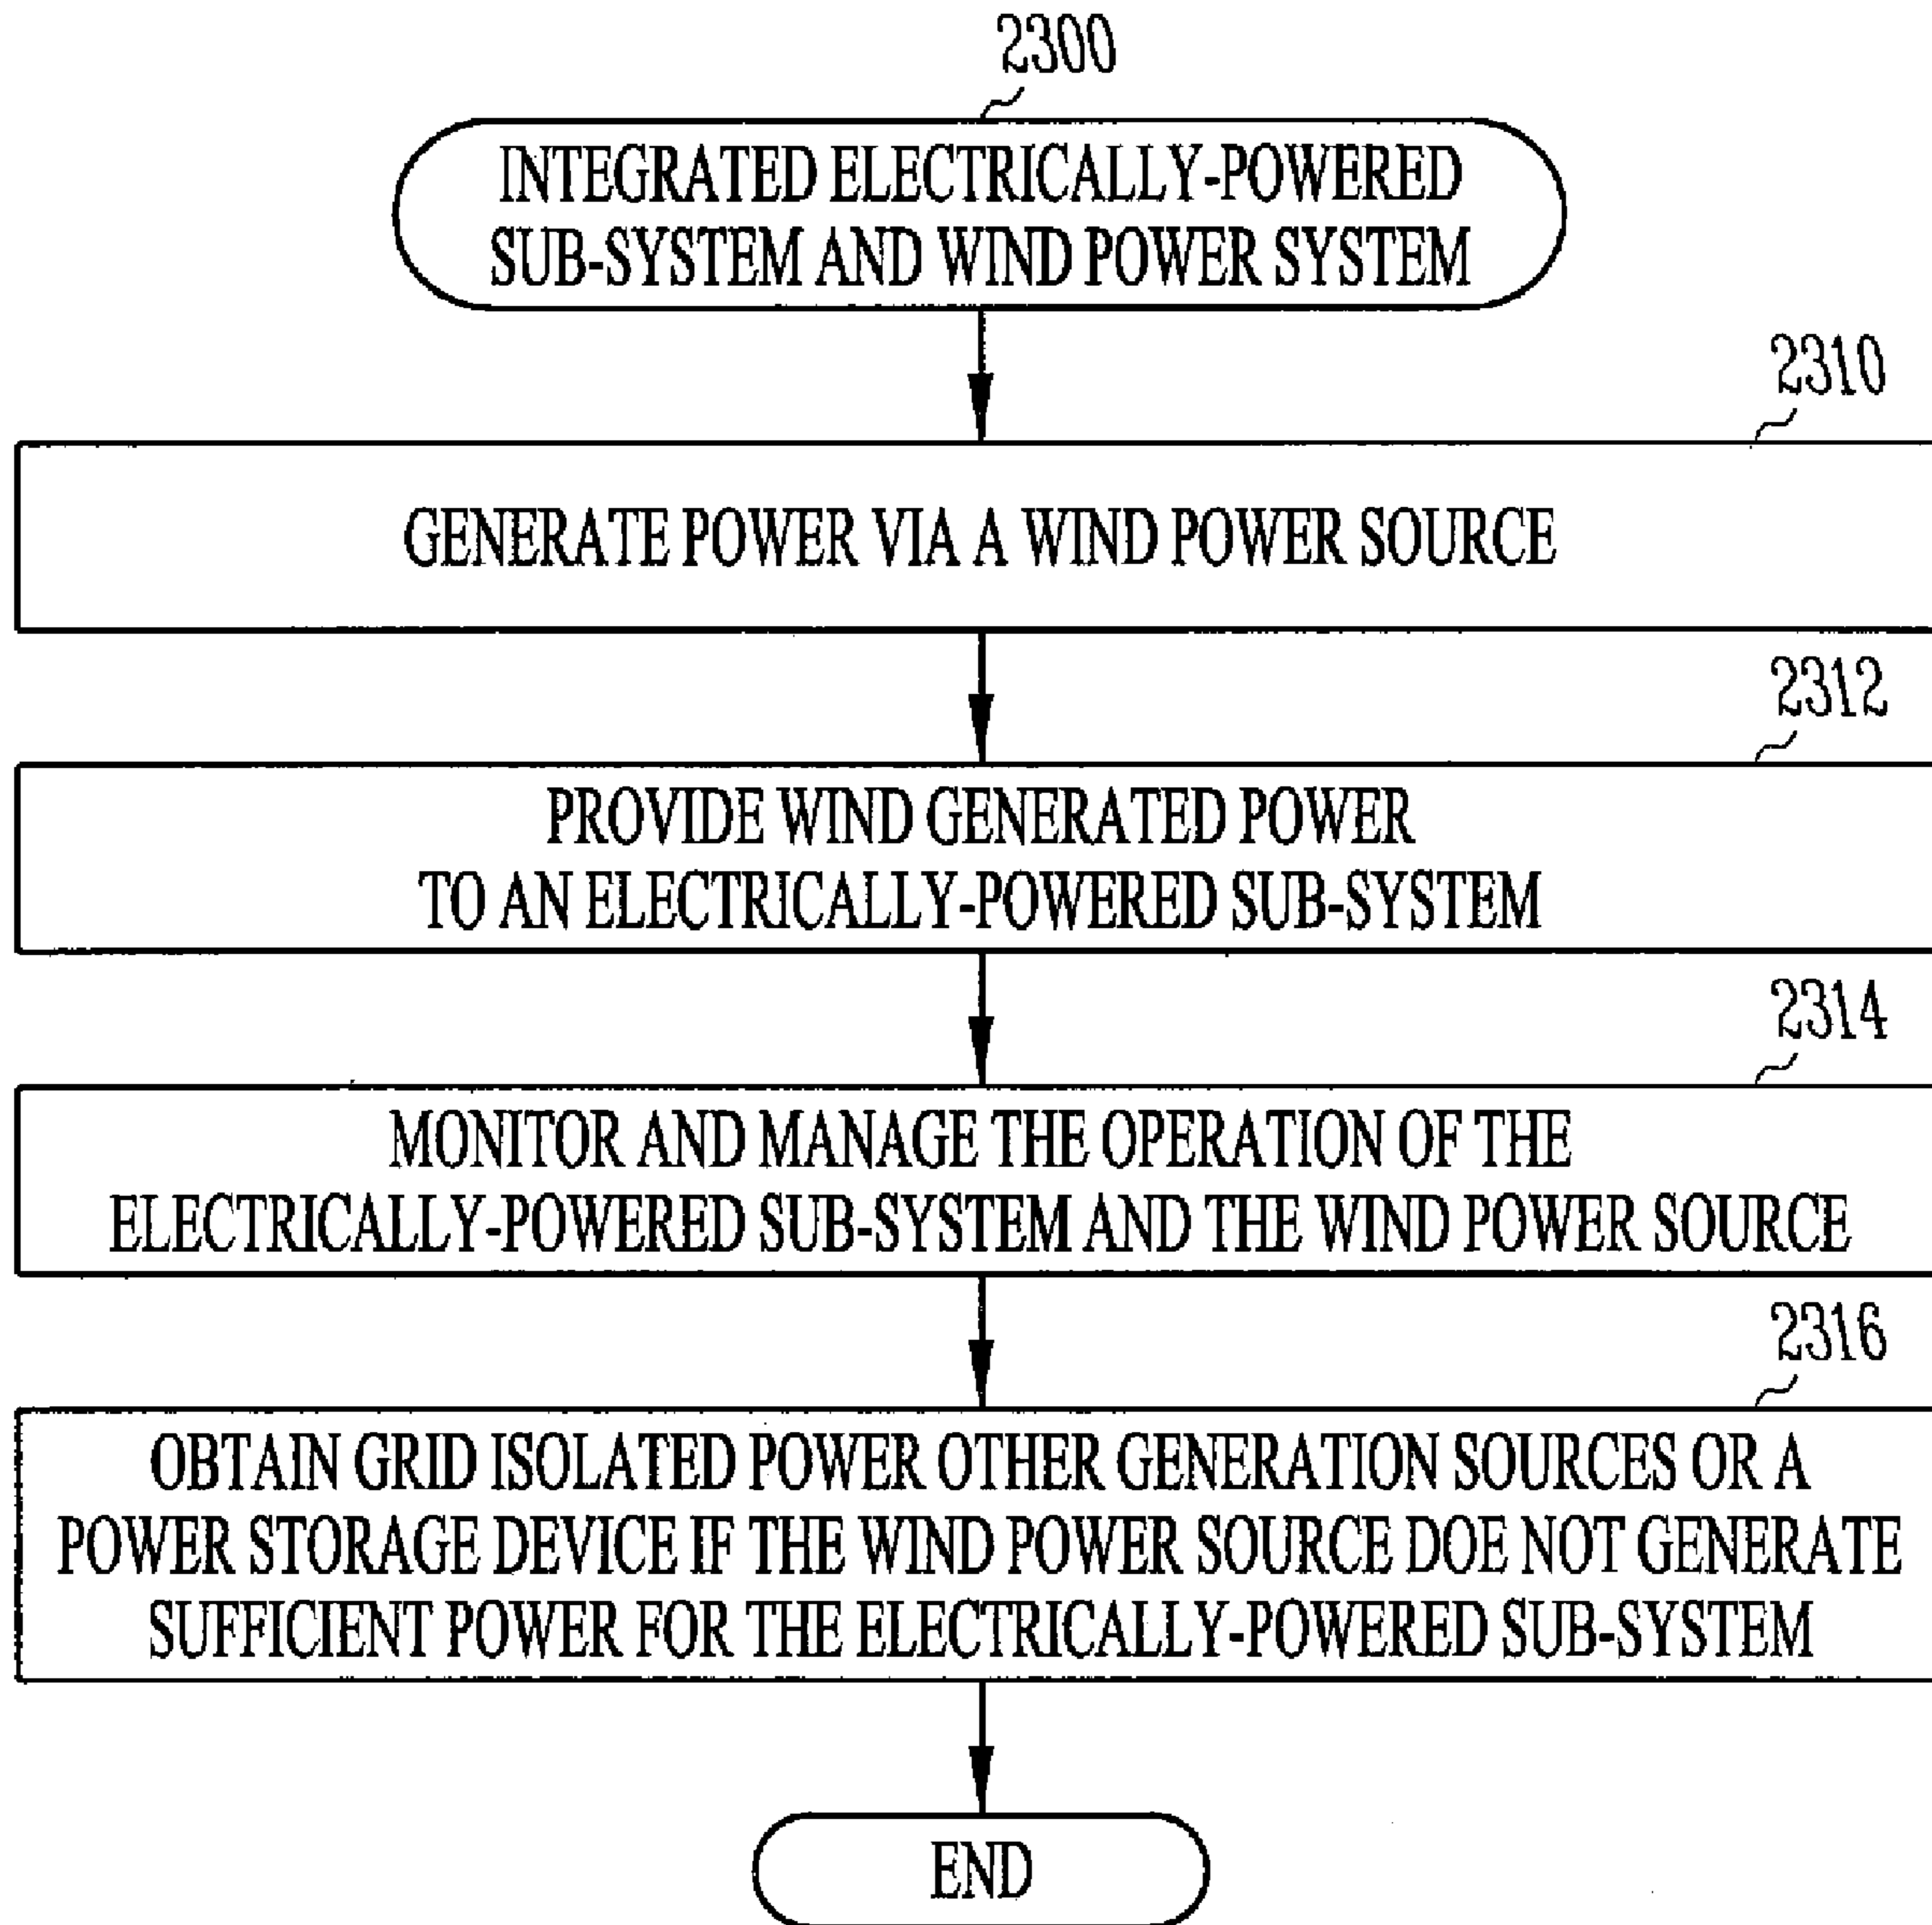 2300
INTEGRATED ELECTRICALLY-POWERED
SUB-SYSTEM AND WIND POWER SYSTEM
2310
GENERATE POWER VIA A WIND POWER SOURCE
2312
PROVIDE WIND GENERATED POWER
TO AN ELECTRICALLY-POWERED SUB-SYSTEM
2314
MONITOR AND MANAGE THE OPERATION OF THE
ELECTRICALLY-POWERED SUB-SYSTEM AND THE WIND POWER SOURCE
2316
OBTAIN GRID ISOLATED POWER OTHER GENERATION SOURCES OR A
POWER STORAGE DEVICE IF THE WIND POWER SOURCE DOE NOT GENERATE
SUFFICIENT POWER FOR THE ELECTRICALLY-POWERED SUB-SYSTEM
END